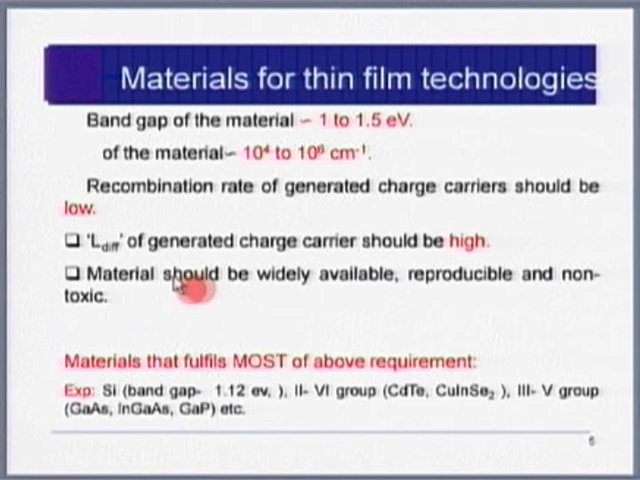 Materials for thin film technologies
Band gap of the material – 1 to 1.5 eV.
of the material– 10⁴ to 10⁶ cm⁻¹.
Recombination rate of generated charge carriers should be
low.
❑ 'L_diff' of generated charge carrier should be high.
❑ Material should be widely available, reproducible and non-
toxic.
Materials that fulfils MOST of above requirement:
Exp: Si (band gap- 1.12 ev, ), II- VI group (CdTe, CuInSe₂ ), III- V group
(GaAs, InGaAs, GaP) etc.